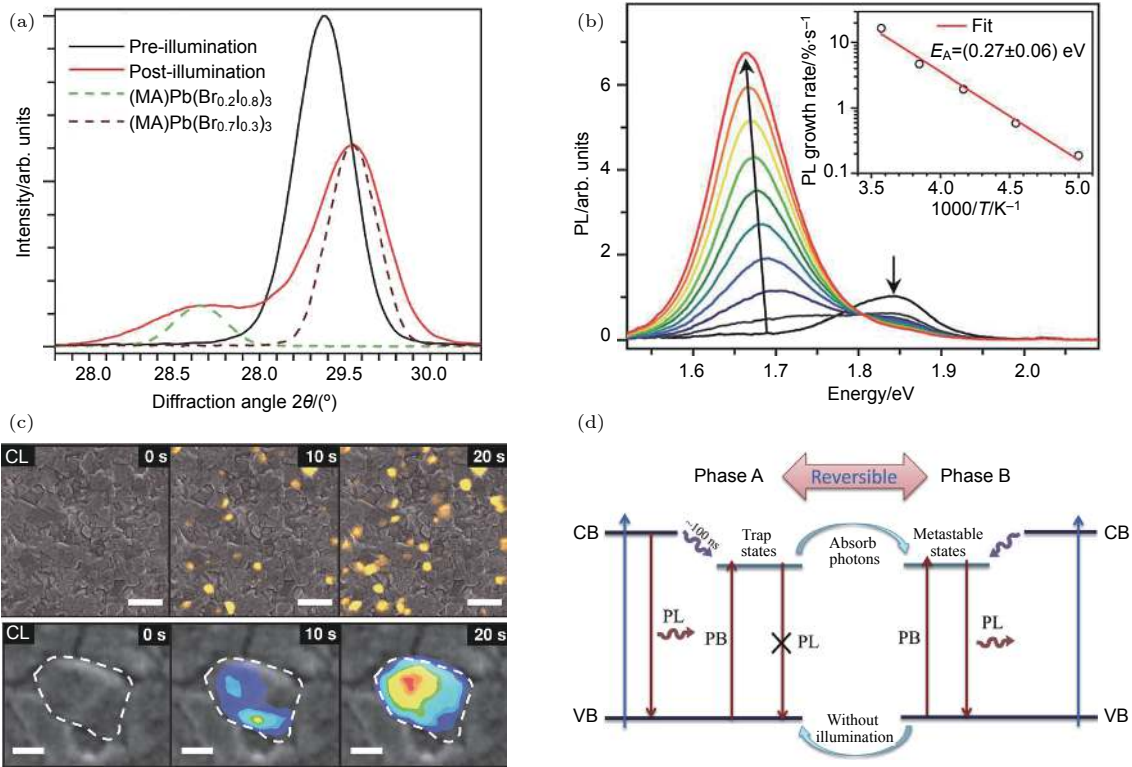 (a)
Pre-illumination
Post-illumination
(MA)Pb(Br0.2I0.8)3
(MA)Pb(Br0.7I0.3)3
Intensity/arb. units
28.0 28.6 28.0 29.5 30.0
Diffraction angle 2θ/(º)
(b)
6
4
2
0
PL/arb. units
1.6 1.7 1.8 1.9 2.0
Energy/eV
Fit
EA=(0.27±0.06) eV
10
1
0.1
PL growth rate/%·s−1
3.5 4.0 4.5 5.0
1000/T/K−1
(c)
CL 0 s 10 s 20 s
CL 0 s 10 s 20 s
(d)
Phase A Reversible Phase B
CB ~100 ns Trap states Absorb photons Metastable states CB
PL PB PL PB PL
VB Without illumination VB